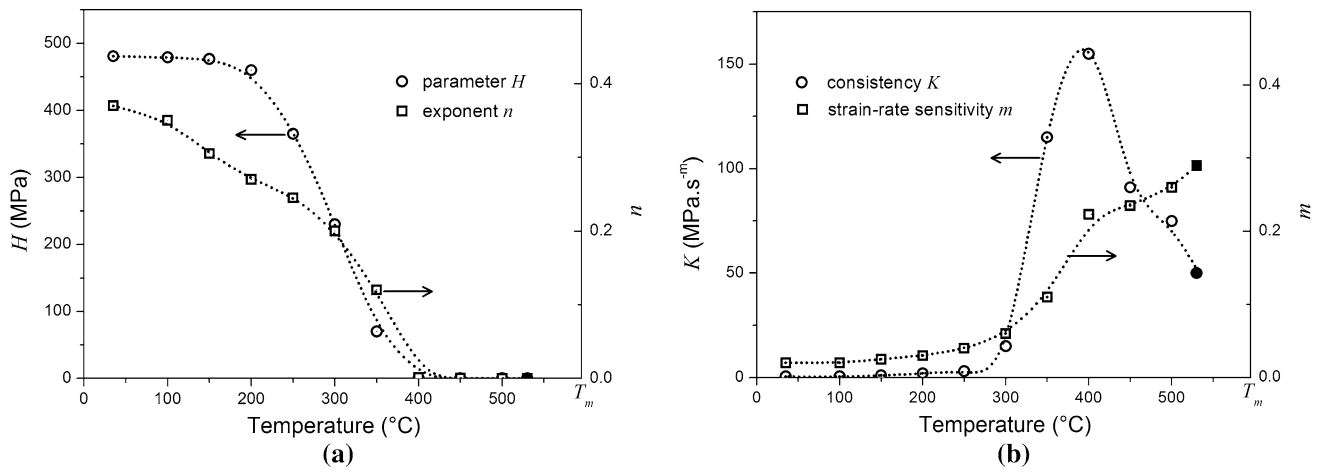 500
400
300
200
100
0
H (MPa)
0.4
0.2
0.0
n
parameter H
exponent n
0 100 200 300 400 500 Tm
Temperature (°C)
(a)
150
100
50
0
K (MPa.s-m)
0.4
0.2
0.0
m
consistency K
strain-rate sensitivity m
0 100 200 300 400 500 Tm
Temperature (°C)
(b)